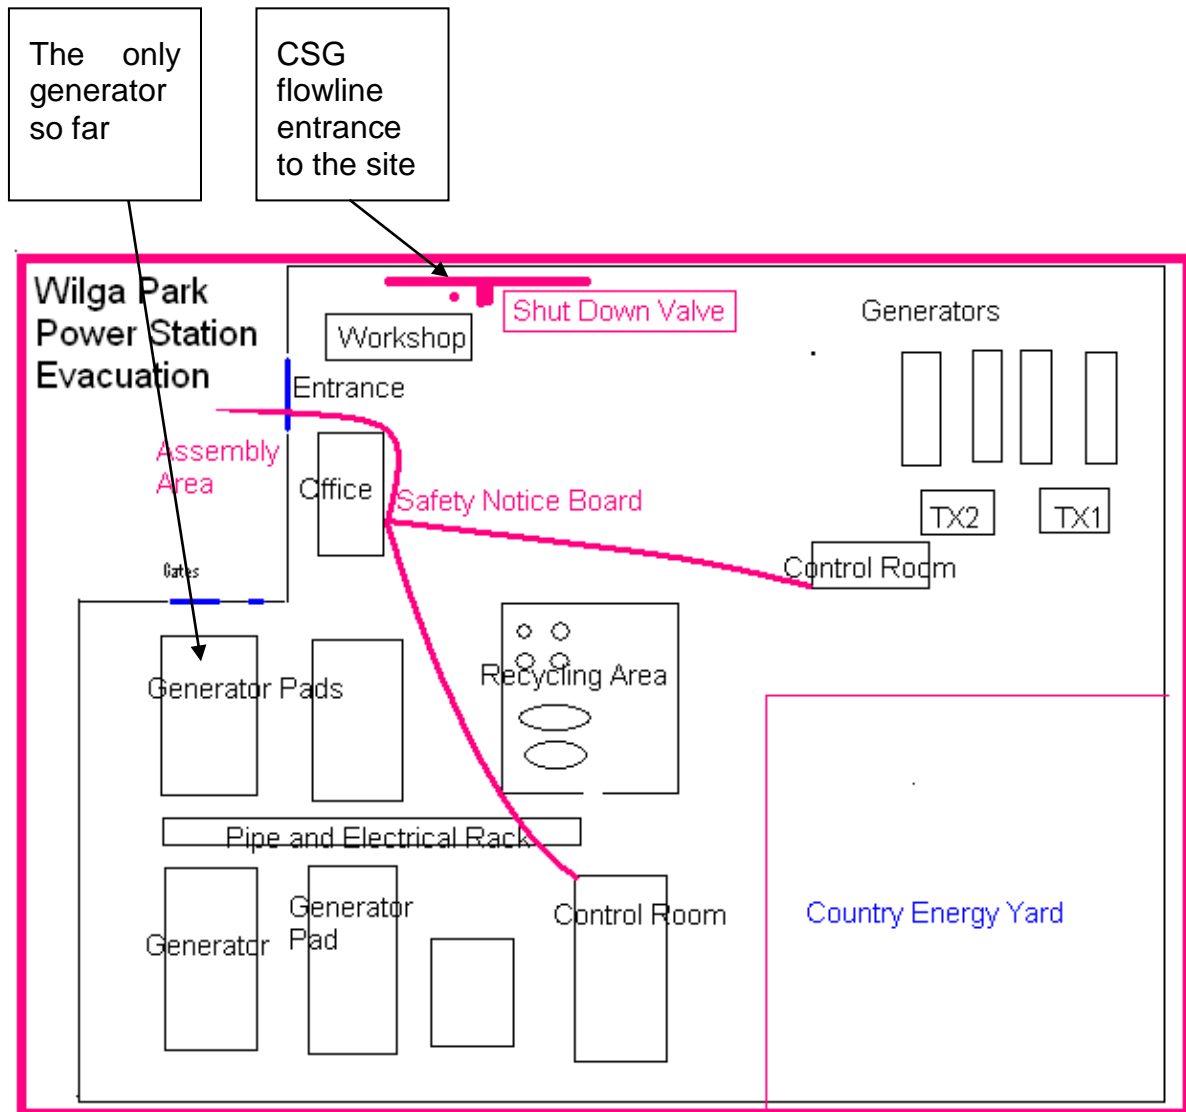 The only
generator
so far
CSG
flowline
entrance
to the site
Wilga Park
Power Station
Evacuation
Shut Down Valve
Workshop
Generators
Entrance
Assembly
Area
Office
Safety Notice Board
TX2
TX1
Control Room
Gates
Generator Pads
Recycling Area
Pipe and Electrical Rack
Generator
Generator
Pad
Control Room
Country Energy Yard